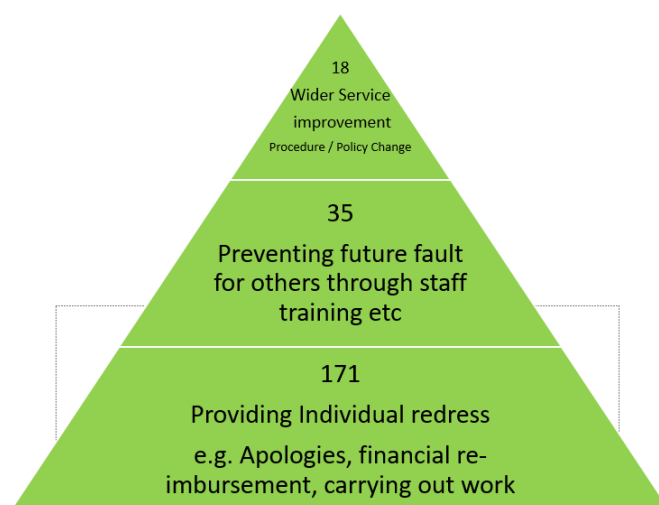 18
Wider Service
improvement
Procedure / Policy Change
35
Preventing future fault
for others through staff
training etc
171
Providing Individual redress
e.g. Apologies, financial re-
imbursement, carrying out work